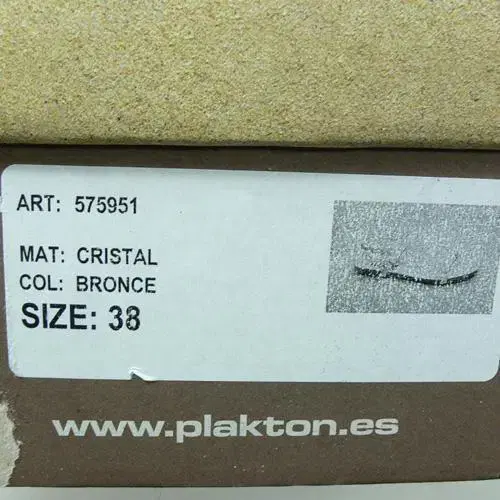 ART: 575951
MAT: CRISTAL
COL: BRONCE
SIZE: 38
www.plakton.es